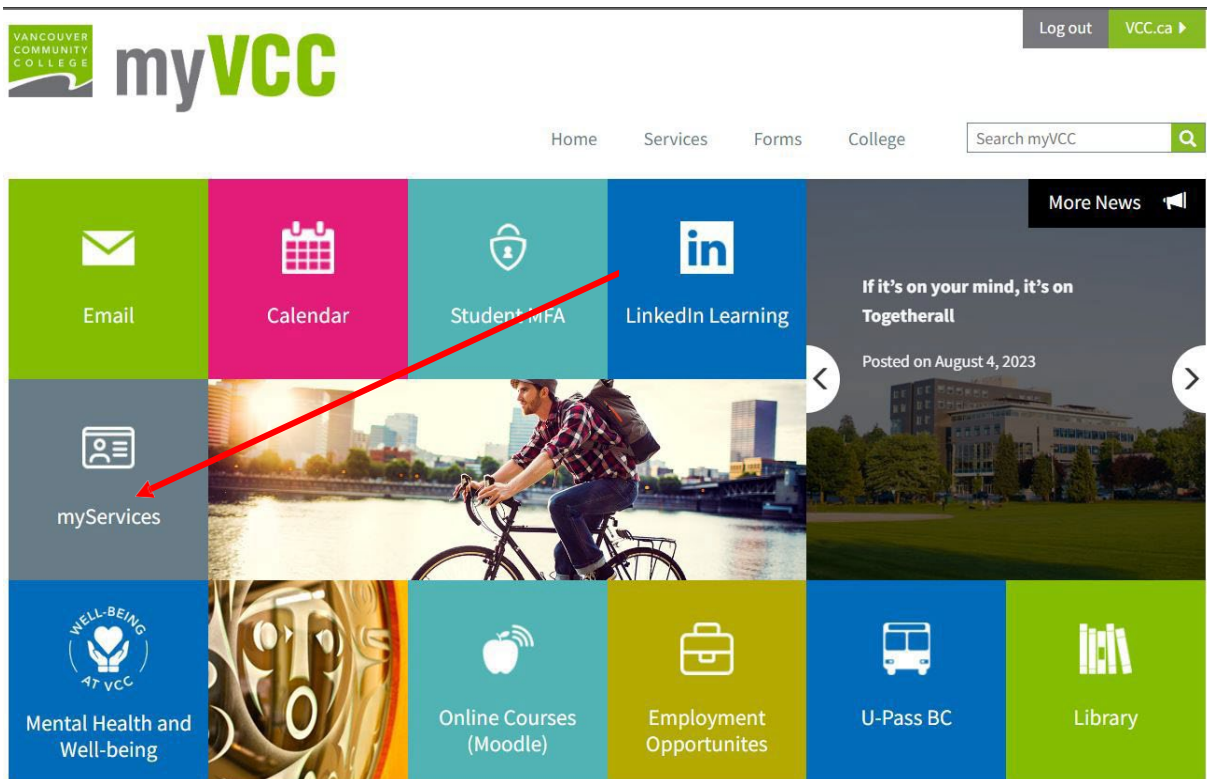 VANCOUVER
COMMUNITY
COLLEGE
myVCC
Log out
VCC.ca
Home
Services
Forms
College
Search myVCC
Email
Calendar
Student MFA
in
LinkedIn Learning
More News
If it's on your mind, it's on
Togetherall
Posted on August 4, 2023
myServices
WELL-BEING
AT VCC
Mental Health and
Well-being
Online Courses
(Moodle)
Employment
Opportunites
U-Pass BC
Library